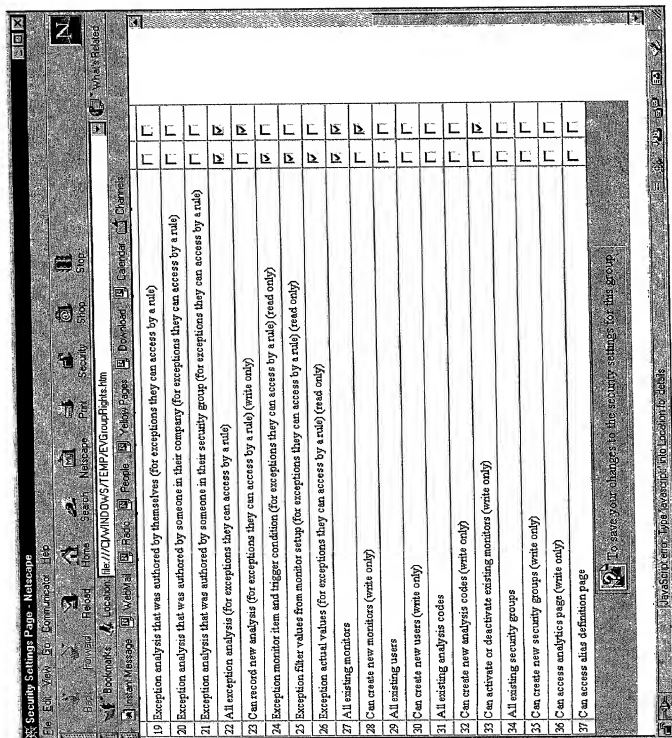 Security Settings Page - Netscape
File Edit View Go Communicator Help
Back Forward Reload Home Search Netscape Print Security Shop Stop
Bookmarks Location: file:///C|/WINDOWS/TEMP/EVGroupRights.htm What's Related
Instant Message WebMail Radio People Yellow Pages Download Calendar Channels
19 Exception analysis that was authored by themselves (for exceptions they can access by a rule)
20 Exception analysis that was authored by someone in their company (for exceptions they can access by a rule)
21 Exception analysis that was authored by someone in their security group (for exceptions they can access by a rule)
22 All exception analysis (for exceptions they can access by a rule)
23 Can record new analysis (for exceptions they can access by a rule) (write only)
24 Exception monitor item and trigger condition (for exceptions they can access by a rule) (read only)
25 Exception filter values from monitor setup (for exceptions they can access by a rule) (read only)
26 Exception actual values (for exceptions they can access by a rule) (read only)
27 All existing monitors
28 Can create new monitors (write only)
29 All existing users
30 Can create new users (write only)
31 All existing analysis codes
32 Can create new analysis codes (write only)
33 Can activate or deactivate existing monitors (write only)
34 All existing security groups
35 Can create new security groups (write only)
36 Can access analytics page (write only)
37 Can access alias definition page
To save your changes to the security settings for this group
JavaScript error: Type 'javascript:' into Location for details